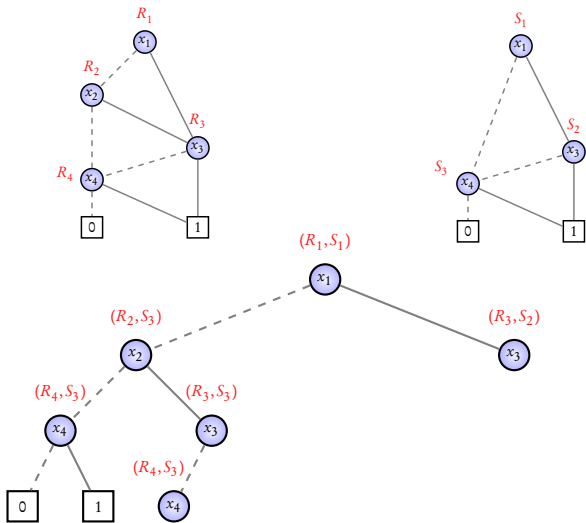 R₁
x₁
R₂
x₂
R₃
x₃
R₄
x₄
0
1
S₁
x₁
S₂
x₃
S₃
x₄
0
1
(R₁,S₁)
x₁
(R₂,S₃)
x₂
(R₃,S₂)
x₃
(R₄,S₃)
x₄
(R₃,S₃)
x₃
(R₄,S₃)
0
1
x₄